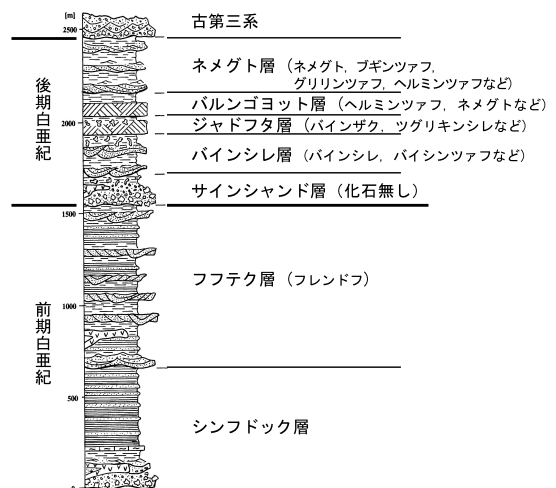 [m]
2500
古第三系
ネメグト層（ネメグト, ブギンツァフ,
グリリンツァフ, ヘルミンツァフなど）
バルンゴヨット層（ヘルミンツァフ, ネメグトなど）
2000
ジャドフタ層（バインザク, ツグリキンシレなど）
バインシレ層（バインシレ, バイシンツァフなど）
後期白亜紀
サインシャンド層（化石無し）
1500
フフテク層（フレンドフ）
1000
前期白亜紀
500
シンフドック層
0